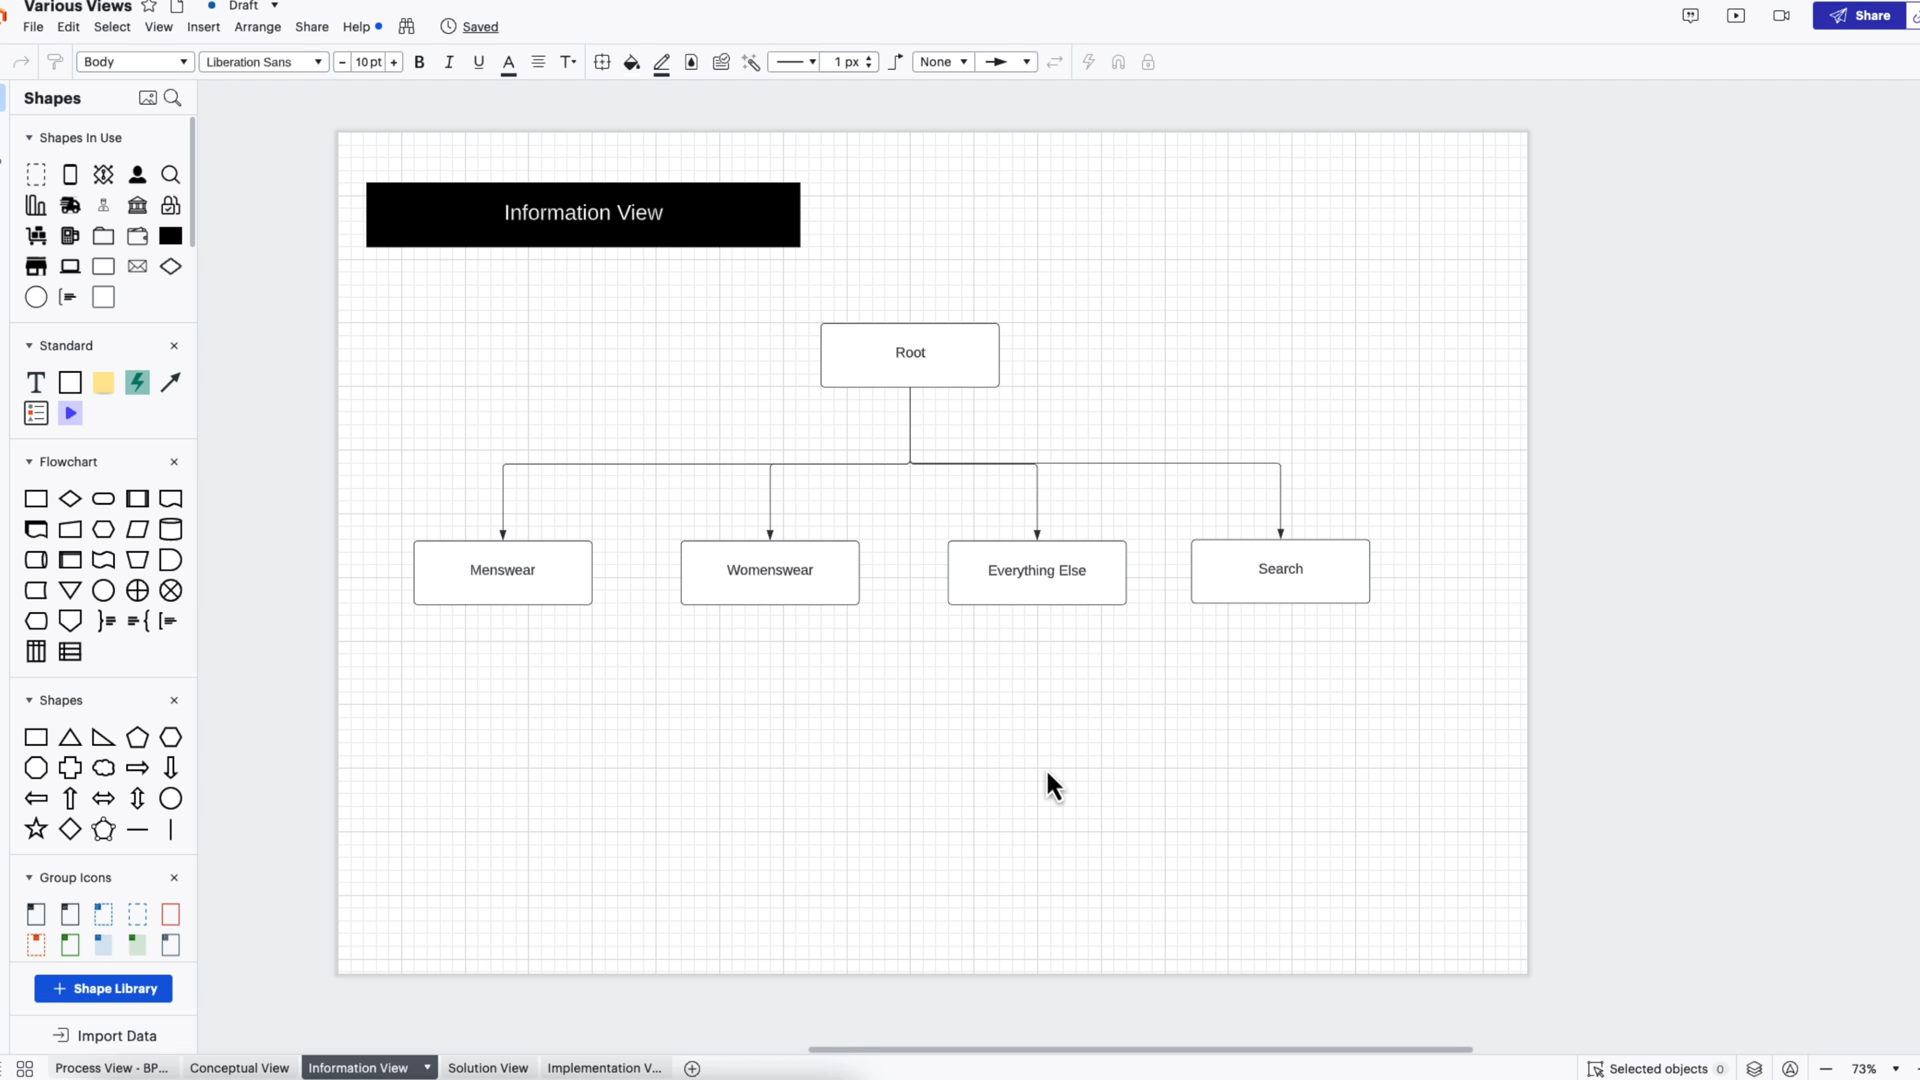 Various Views
Draft
File Edit Select View Insert Arrange Share Help
Saved
Share
Body
Liberation Sans
- 10 pt +
B I U A T
1 px
None
Shapes
Shapes In Use
Standard
T
Flowchart
Shapes
Group Icons
+ Shape Library
Import Data
Information View
Root
Menswear
Womenswear
Everything Else
Search
Process View - BP...
Conceptual View
Information View
Solution View
Implementation V...
Selected objects 0
73%